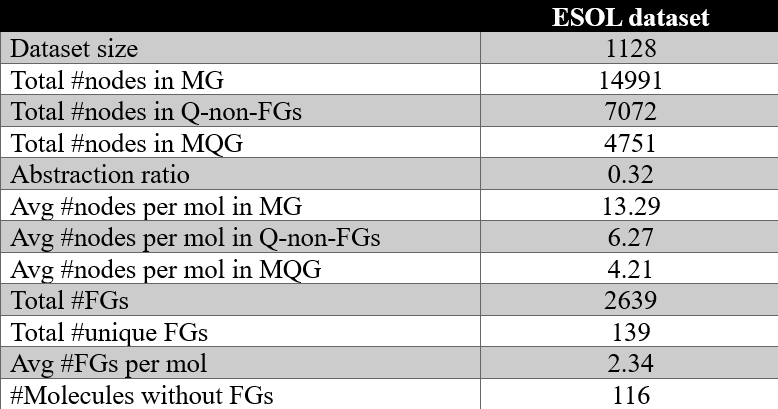 ESOL dataset
Dataset size 1128
Total #nodes in MG 14991
Total #nodes in Q-non-FGs 7072
Total #nodes in MQG 4751
Abstraction ratio 0.32
Avg #nodes per mol in MG 13.29
Avg #nodes per mol in Q-non-FGs 6.27
Avg #nodes per mol in MQG 4.21
Total #FGs 2639
Total #unique FGs 139
Avg #FGs per mol 2.34
#Molecules without FGs 116